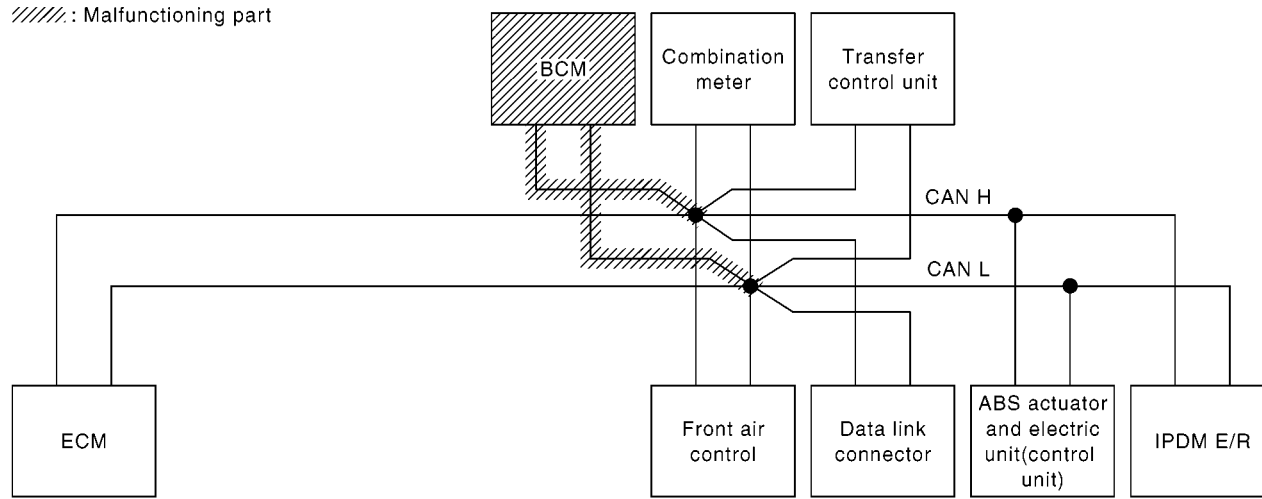 : Malfunctioning part
BCM
Combination
meter
Transfer
control unit
CAN H
CAN L
ECM
Front air
control
Data link
connector
ABS actuator
and electric
unit(control
unit)
IPDM E/R